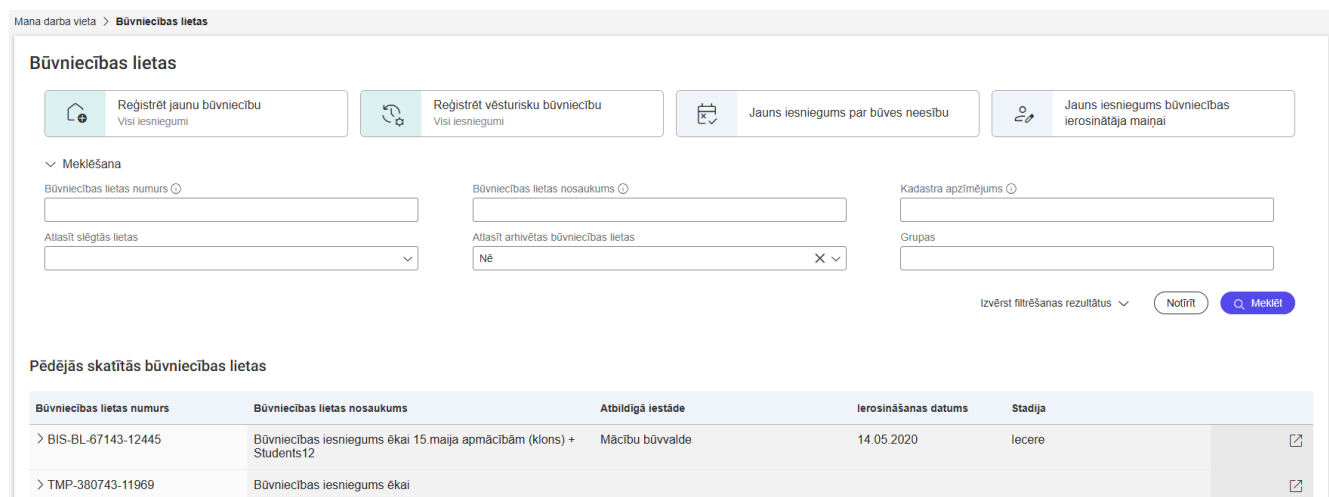 Mana darba vieta > Būvniecības lietas
Būvniecības lietas
Reģistrēt jaunu būvniecību
Visi iesniegumi
Reģistrēt vēsturisku būvniecību
Visi iesniegumi
Jauns iesniegums par būves neesību
Jauns iesniegums būvniecības
ierosinātāja maiņai
Meklēšana
Būvniecības lietas numurs
Būvniecības lietas nosaukums
Kadastra apzīmējums
Atlasīt slēgtās lietas
Atlasīt arhivētas būvniecības lietas
Grupas
Nē
Izvērst filtrēšanas rezultātus
Notīrīt
Meklēt
Pēdējās skatītās būvniecības lietas
Būvniecības lietas numurs Būvniecības lietas nosaukums Atbildīgā iestāde Ierosināšanas datums Stadija
BIS-BL-67143-12445 Būvniecības iesniegums ēkai 15.maija apmācībām (klons) + Mācību būvvalde 14.05.2020 Iecere
Students12
TMP-380743-11969 Būvniecības iesniegums ēkai